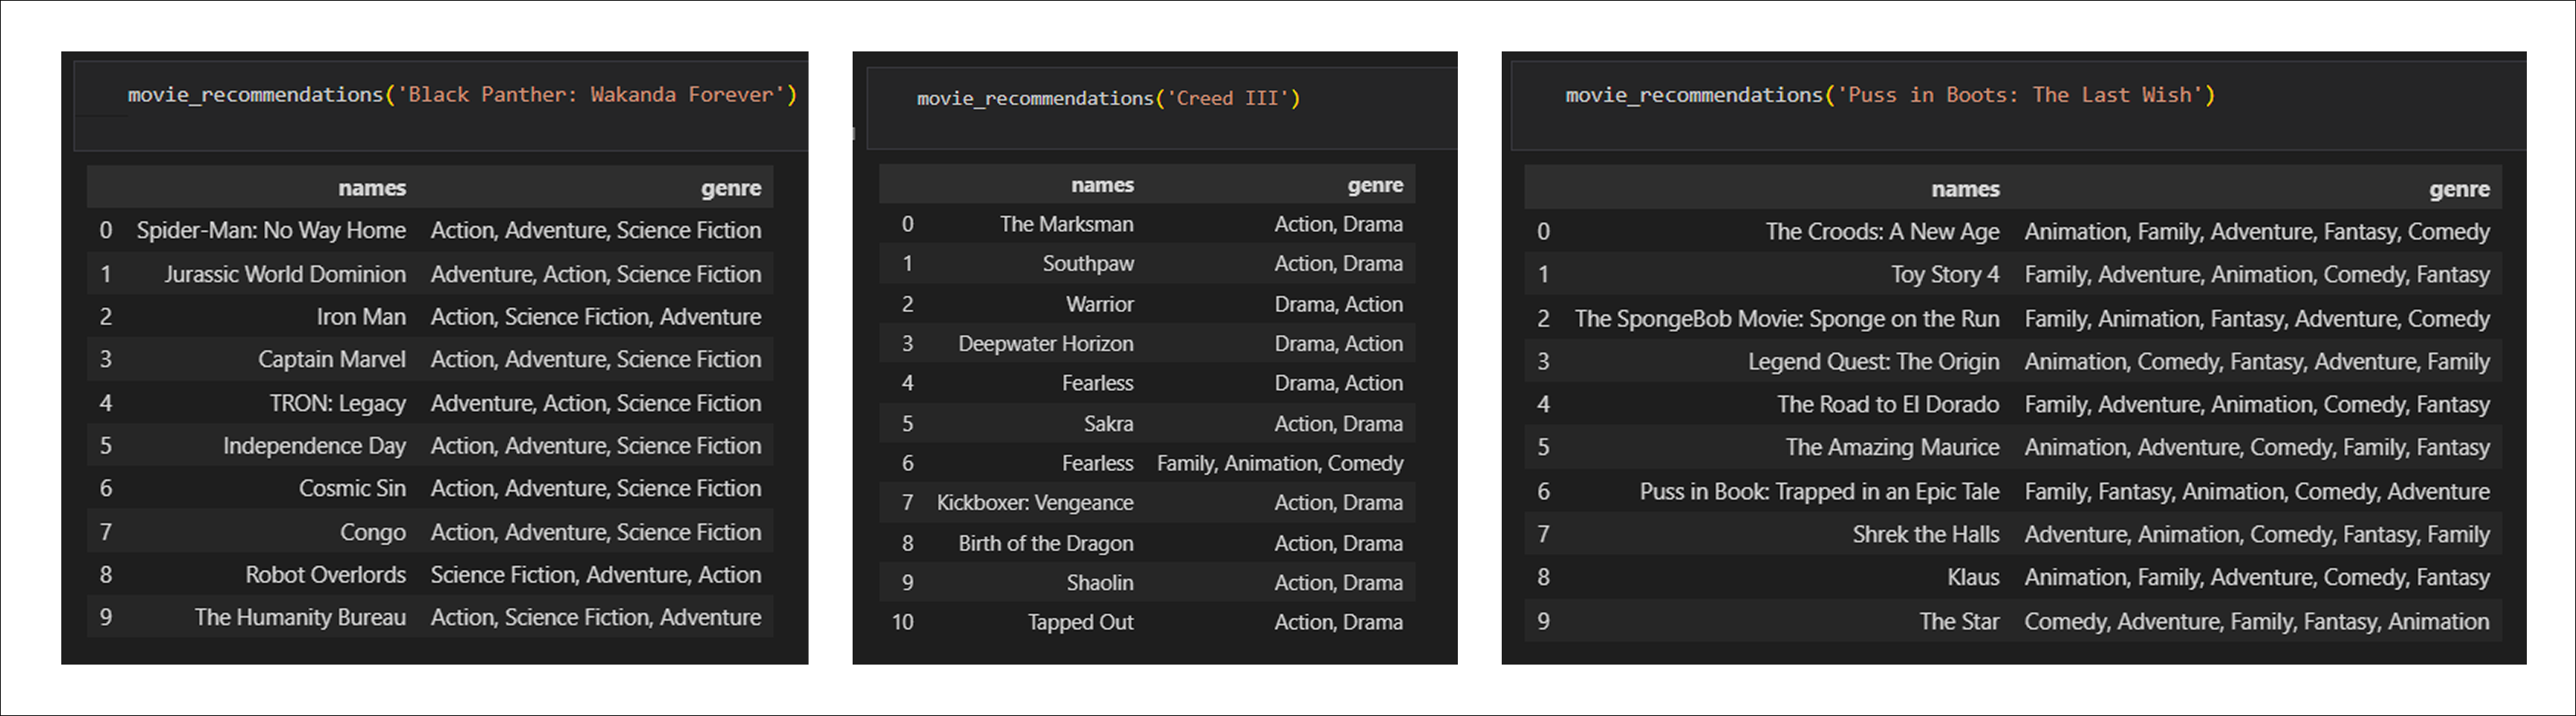 movie_recommendations('Black Panther: Wakanda Forever')
names genre
0 Spider-Man: No Way Home Action, Adventure, Science Fiction
1 Jurassic World Dominion Adventure, Action, Science Fiction
2 Iron Man Action, Science Fiction, Adventure
3 Captain Marvel Action, Adventure, Science Fiction
4 TRON: Legacy Adventure, Action, Science Fiction
5 Independence Day Action, Adventure, Science Fiction
6 Cosmic Sin Action, Adventure, Science Fiction
7 Congo Action, Adventure, Science Fiction
8 Robot Overlords Science Fiction, Adventure, Action
9 The Humanity Bureau Action, Science Fiction, Adventure
movie_recommendations('Creed III')
names genre
0 The Marksman Action, Drama
1 Southpaw Action, Drama
2 Warrior Drama, Action
3 Deepwater Horizon Drama, Action
4 Fearless Drama, Action
5 Sakra Action, Drama
6 Fearless Family, Animation, Comedy
7 Kickboxer: Vengeance Action, Drama
8 Birth of the Dragon Action, Drama
9 Shaolin Action, Drama
10 Tapped Out Action, Drama
movie_recommendations('Puss in Boots: The Last Wish')
names genre
0 The Croods: A New Age Animation, Family, Adventure, Fantasy, Comedy
1 Toy Story 4 Family, Adventure, Animation, Comedy, Fantasy
2 The SpongeBob Movie: Sponge on the Run Family, Animation, Fantasy, Adventure, Comedy
3 Legend Quest: The Origin Animation, Comedy, Fantasy, Adventure, Family
4 The Road to El Dorado Family, Adventure, Animation, Comedy, Fantasy
5 The Amazing Maurice Animation, Adventure, Comedy, Family, Fantasy
6 Puss in Book: Trapped in an Epic Tale Family, Fantasy, Animation, Comedy, Adventure
7 Shrek the Halls Adventure, Animation, Comedy, Fantasy, Family
8 Klaus Animation, Family, Adventure, Comedy, Fantasy
9 The Star Comedy, Adventure, Family, Fantasy, Animation